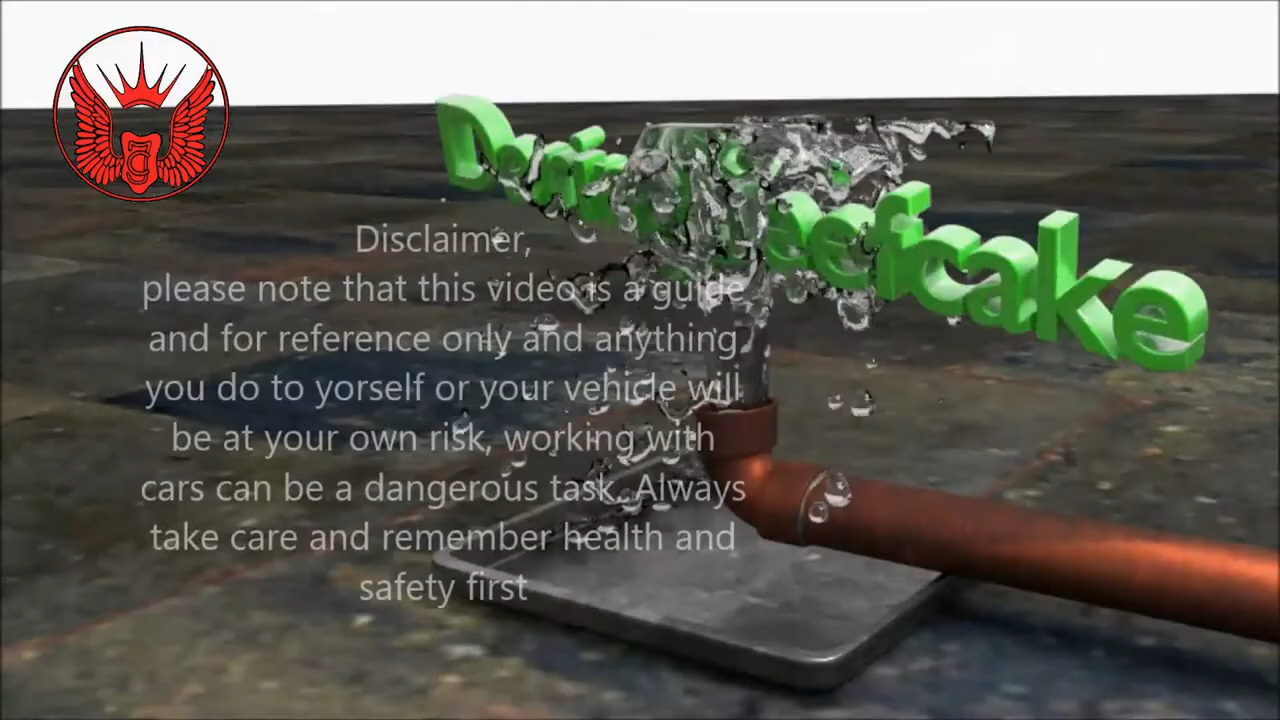 Disclaimer,
please note that this video is a guide
and for reference only and anything
you do to yorself or your vehicle will
be at your own risk, working with
cars can be a dangerous task. Always
take care and remember health and
safety first